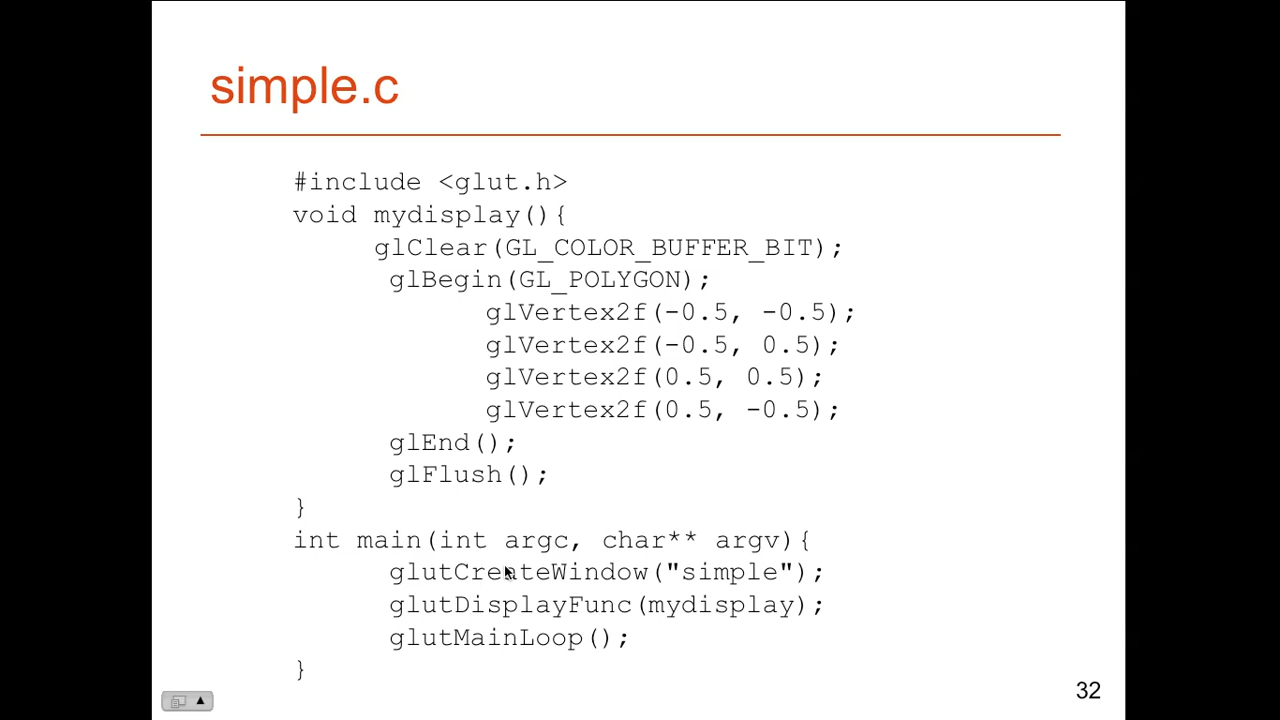 simple.c
#include <glut.h>
void mydisplay(){
glClear(GL_COLOR_BUFFER_BIT);
glBegin(GL_POLYGON);
glVertex2f(-0.5, -0.5);
glVertex2f(-0.5, 0.5);
glVertex2f(0.5, 0.5);
glVertex2f(0.5, -0.5);
glEnd();
glFlush();
}
int main(int argc, char** argv){
glutCreateWindow("simple");
glutDisplayFunc(mydisplay);
glutMainLoop();
}
32